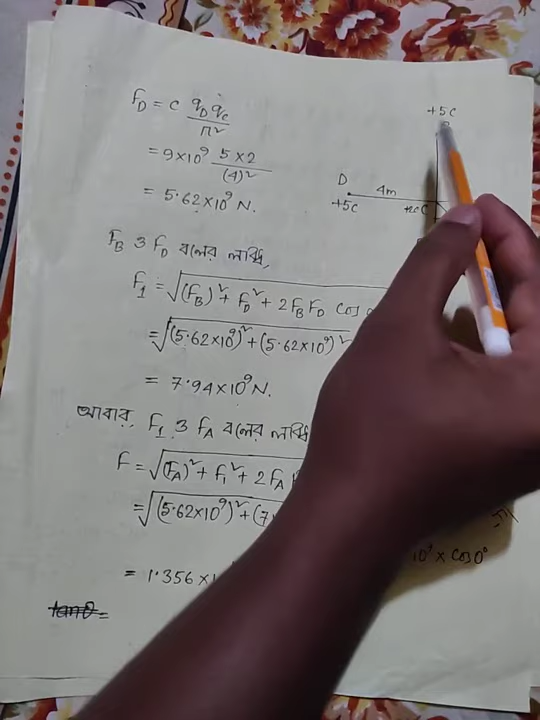 F_D = C q_D q_C / r²
= 9×10⁹ 5×2 / (4)²
= 5.62×10⁹ N.
+5C
D 4m
+5C +2C C
F_B ও F_D বলের লব্ধি,
F_1 = √(F_B)² + F_D² + 2F_B F_D cos
= √(5.62×10⁹)² + (5.62×10⁹)²
= 7.94×10⁹ N.
আবার, F_1 ও F_A বলের লব্ধি
F = √(F_A)² + F_1² + 2F_A
= √(5.62×10⁹)² + (7.
10⁹ × cos0°
= 1.356×1
tanθ =